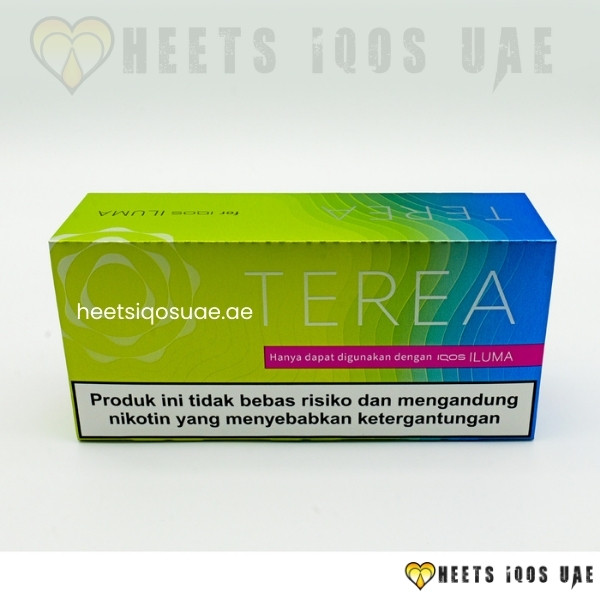 HEETS iQOS UAE
for IQOS ILUMA
TEREA
TEREA
heetsiqosuae.ae
Hanya dapat digunakan dengan IQOS ILUMA
Produk ini tidak bebas risiko dan mengandung
nikotin yang menyebabkan ketergantungan
HEETS iQOS UAE